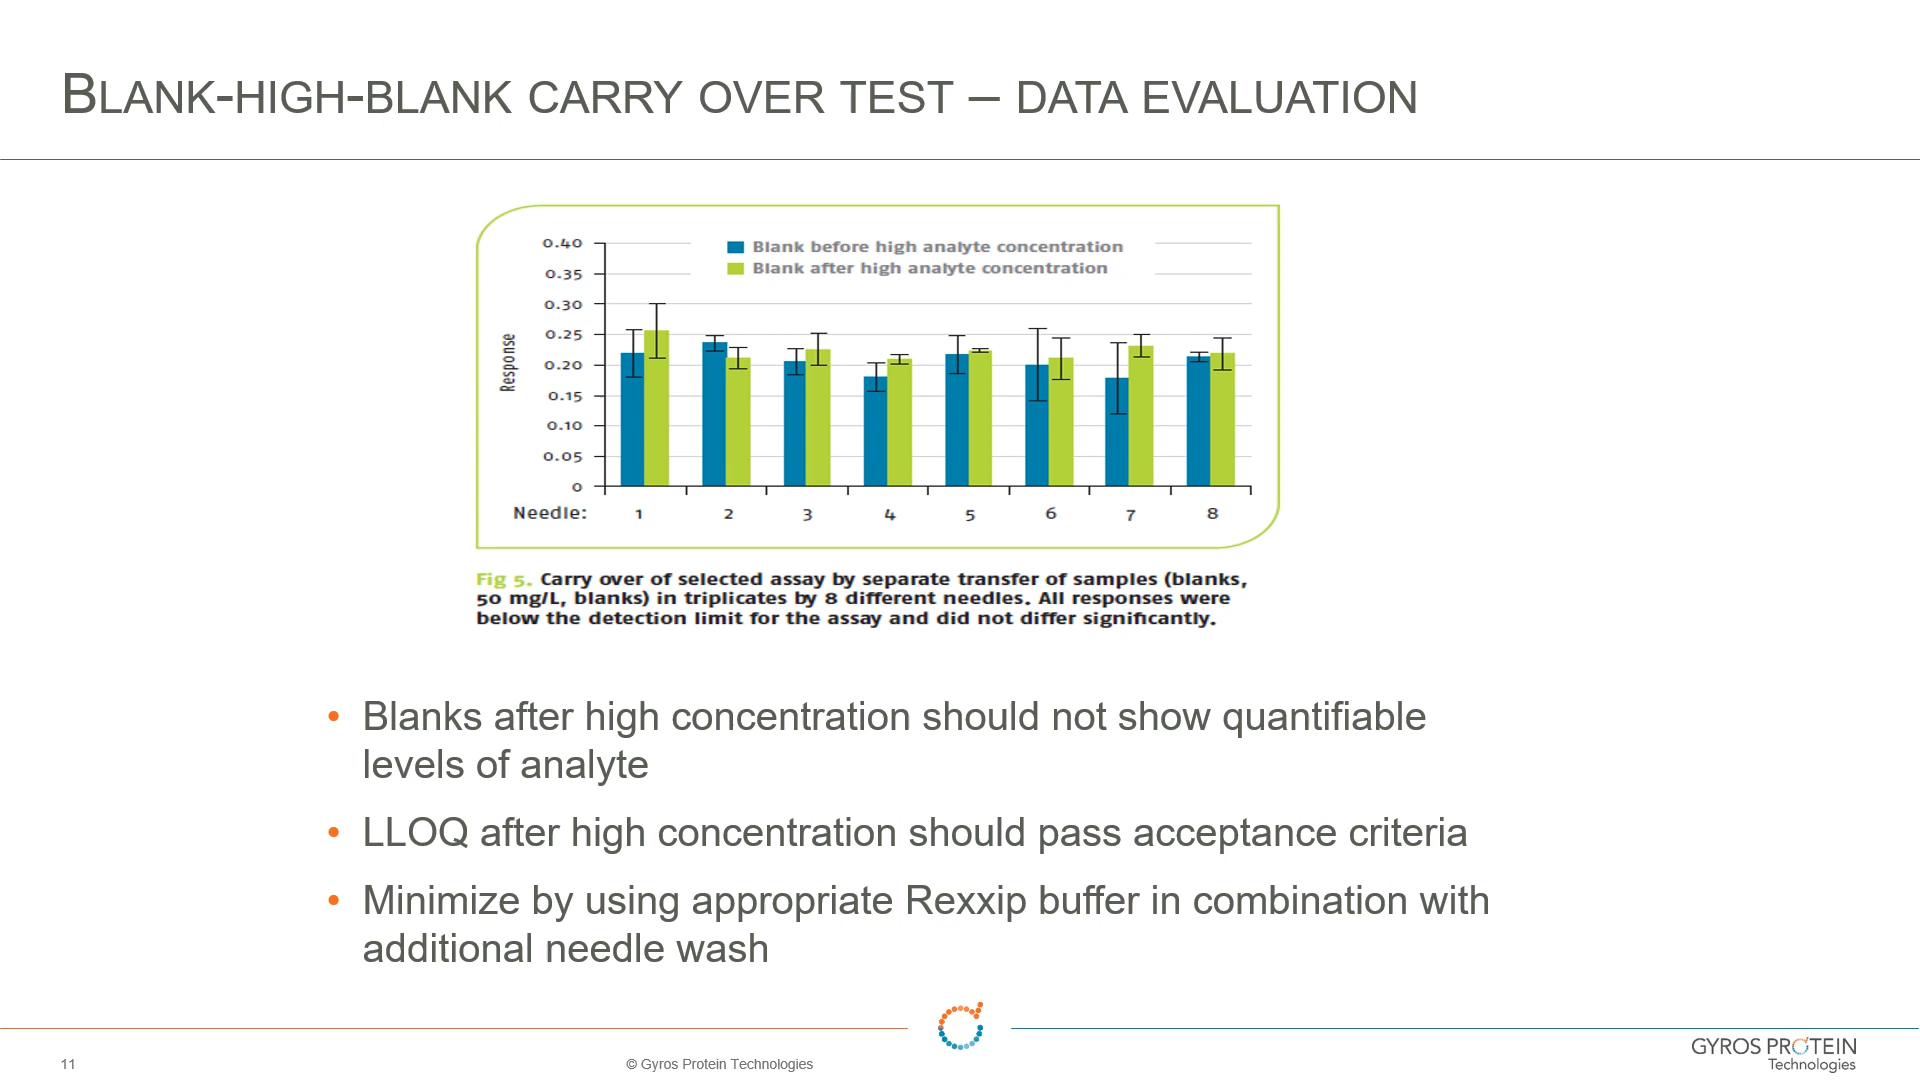 BLANK-HIGH-BLANK CARRY OVER TEST – DATA EVALUATION
Blank before high analyte concentration
Blank after high analyte concentration
0.40
0.35
0.30
0.25
0.20
0.15
0.10
0.05
0
Response
Needle: 1 2 3 4 5 6 7 8
Fig 5. Carry over of selected assay by separate transfer of samples (blanks,
50 mg/L, blanks) in triplicates by 8 different needles. All responses were
below the detection limit for the assay and did not differ significantly.
• Blanks after high concentration should not show quantifiable
levels of analyte
• LLOQ after high concentration should pass acceptance criteria
• Minimize by using appropriate Rexxip buffer in combination with
additional needle wash
11
© Gyros Protein Technologies
GYROS PROTEIN
Technologies